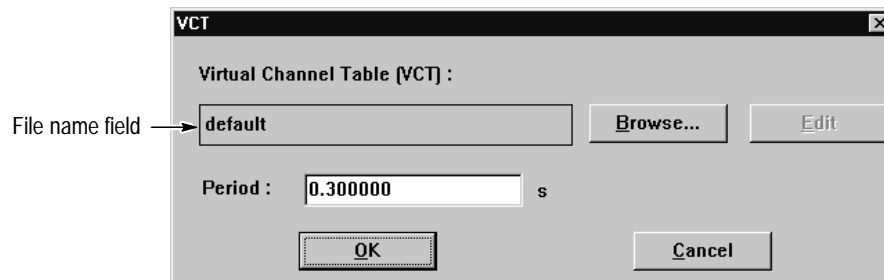 VCT
Virtual Channel Table (VCT) :
File name field
default
Browse...
Edit
Period :
0.300000
s
OK
Cancel